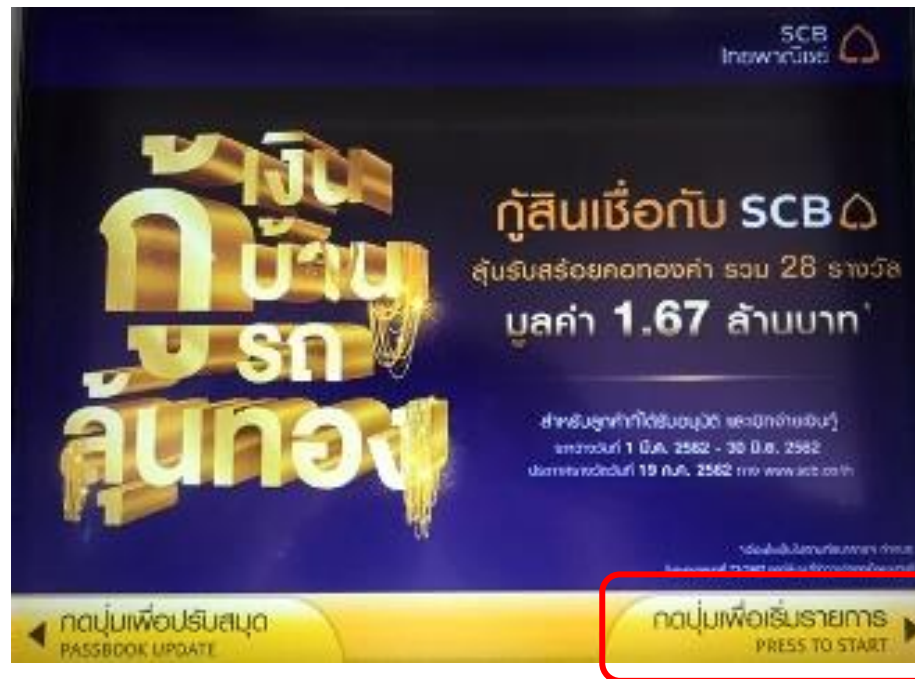 SCB
ไทยพาณิชย์
กู้
เงิน
บ้าน
รถ
ลุ้นทอง
กู้สินเชื่อกับ SCB
ลุ้นรับสร้อยคอทองคำ รวม 28 รางวัล
มูลค่า 1.67 ล้านบาท*
สำหรับลูกค้าที่ได้รับอนุมัติ และเบิกจ่ายเงินกู้
ระหว่างวันที่ 1 มี.ค. 2562 - 30 มิ.ย. 2562
ประกาศรางวัลวันที่ 19 ก.ค. 2562 ทาง www.scb.co.th
กดปุ่มเพื่อปรับสมุด
PASSBOOK UPDATE
กดปุ่มเพื่อเริ่มรายการ
PRESS TO START